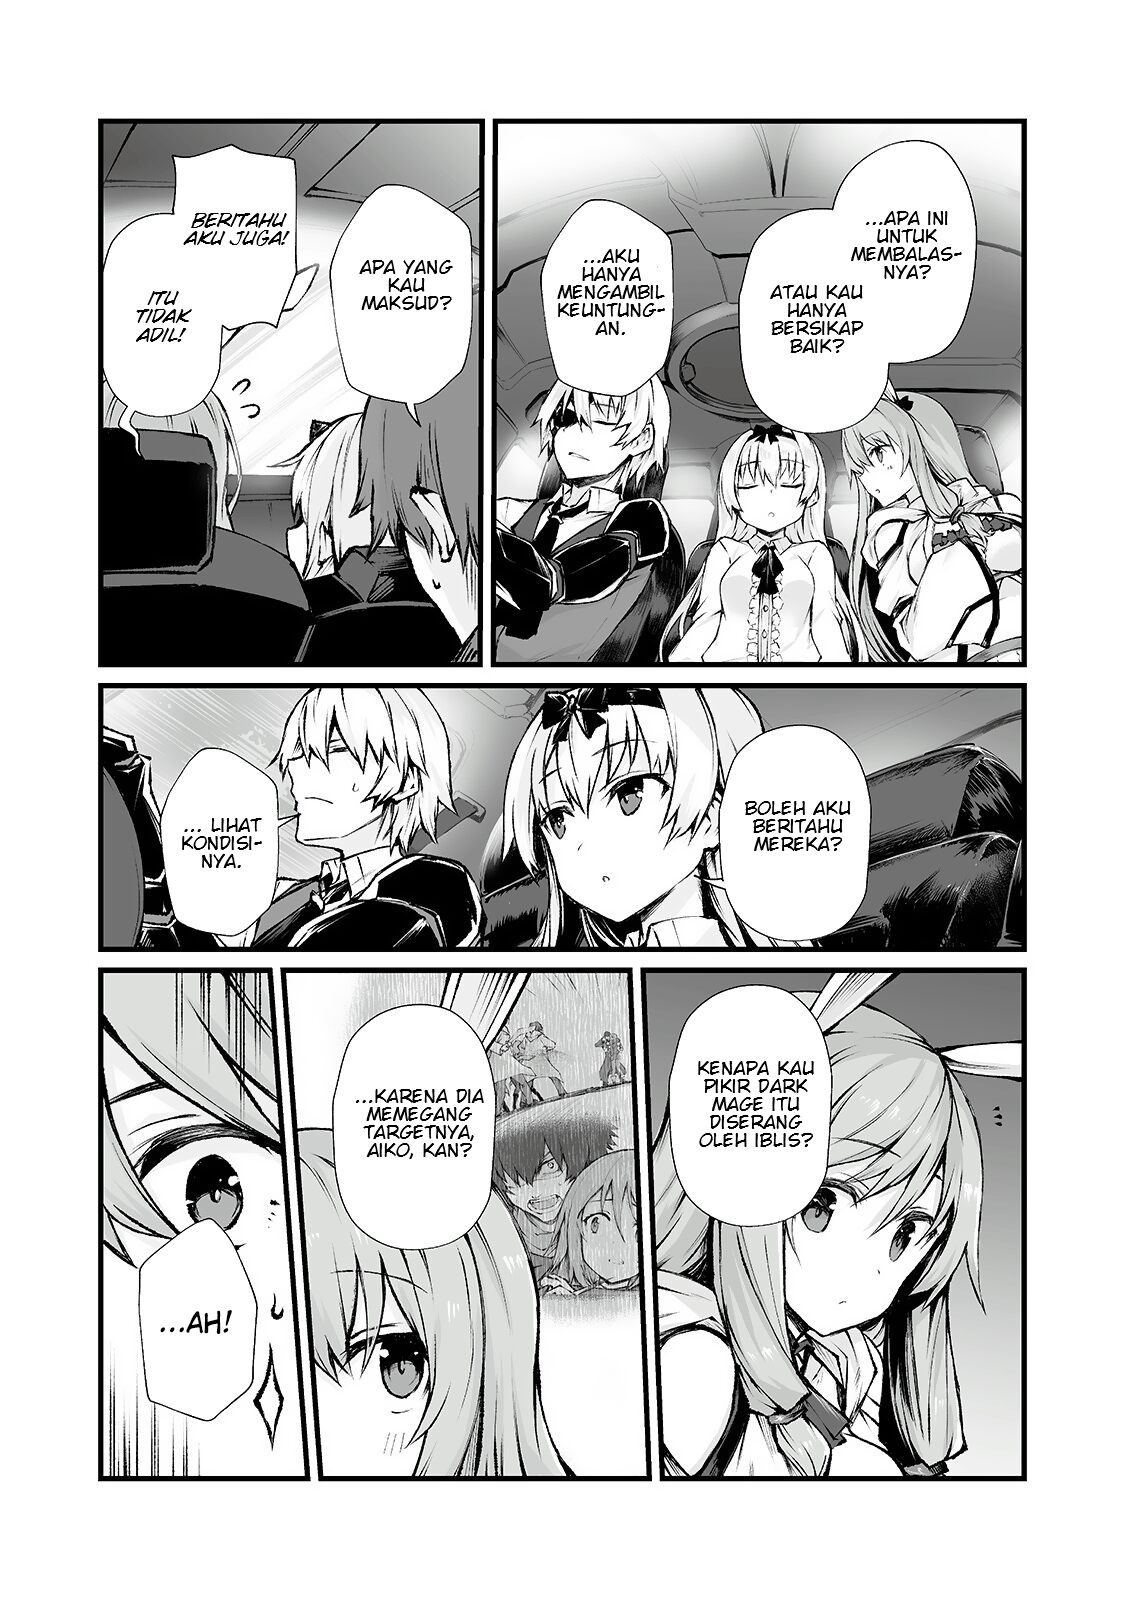 ...APA INI
UNTUK
MEMBALAS-
NYA?
ATAU KAU
HANYA
BERSIKAP
BAIK?
...AKU
HANYA
MENGAMBIL
KEUNTUNG-
AN.
APA YANG
KAU
MAKSUD?
BERITAHU
AKU JUGA!
ITU
TIDAK
ADIL!
BOLEH AKU
BERITAHU
MEREKA?
... LIHAT
KONDISI-
NYA.
KENAPA KAU
PIKIR DARK
MAGE ITU
DISERANG
OLEH IBLIS?
...KARENA DIA
MEMEGANG
TARGETNYA,
AIKO, KAN?
...AH!